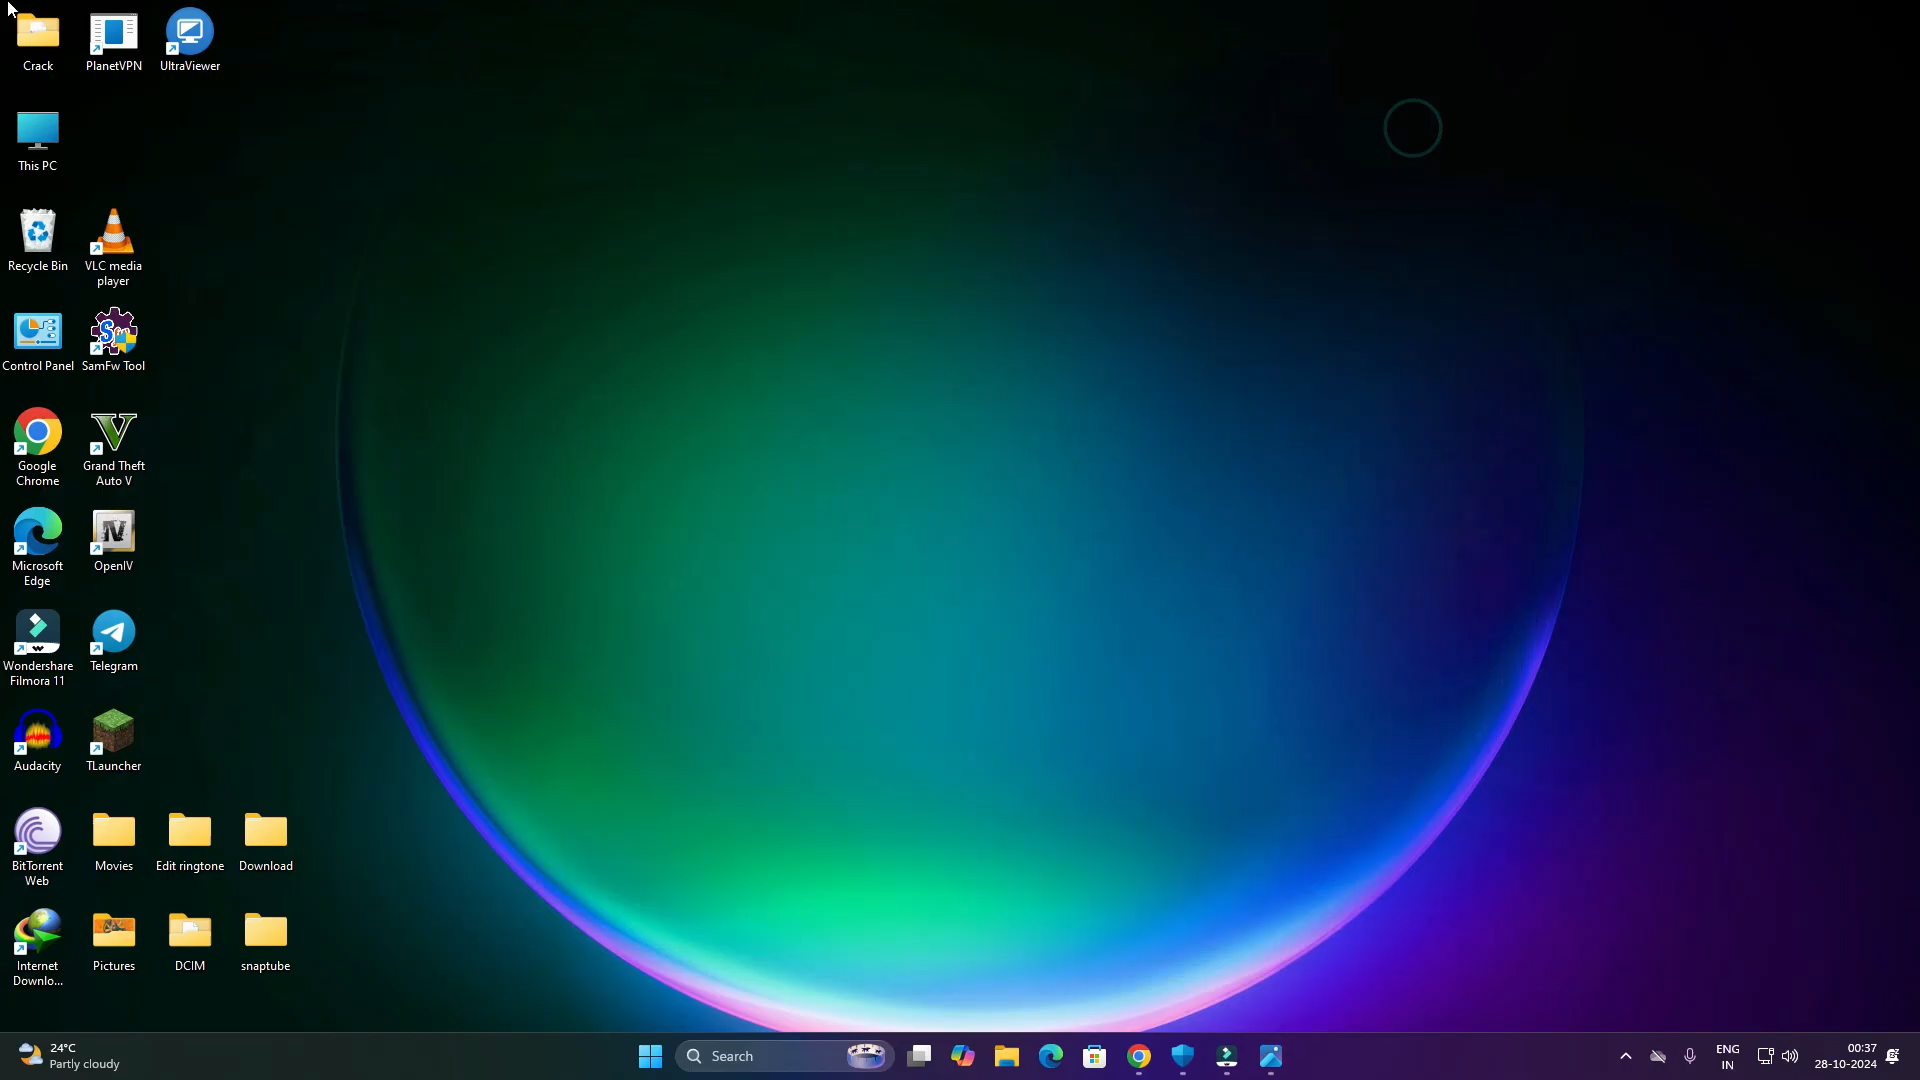 Crack
PlanetVPN
UltraViewer
This PC
Recycle Bin
VLC media
player
Control Panel
SamFw Tool
Google
Chrome
Grand Theft
Auto V
Microsoft
Edge
OpenIV
Wondershare
Filmora 11
Telegram
Audacity
TLauncher
BitTorrent
Web
Movies
Edit ringtone
Download
Internet
Downlo...
Pictures
DCIM
snaptube
24°C
Partly cloudy
Search
ENG
IN
00:37
28-10-2024